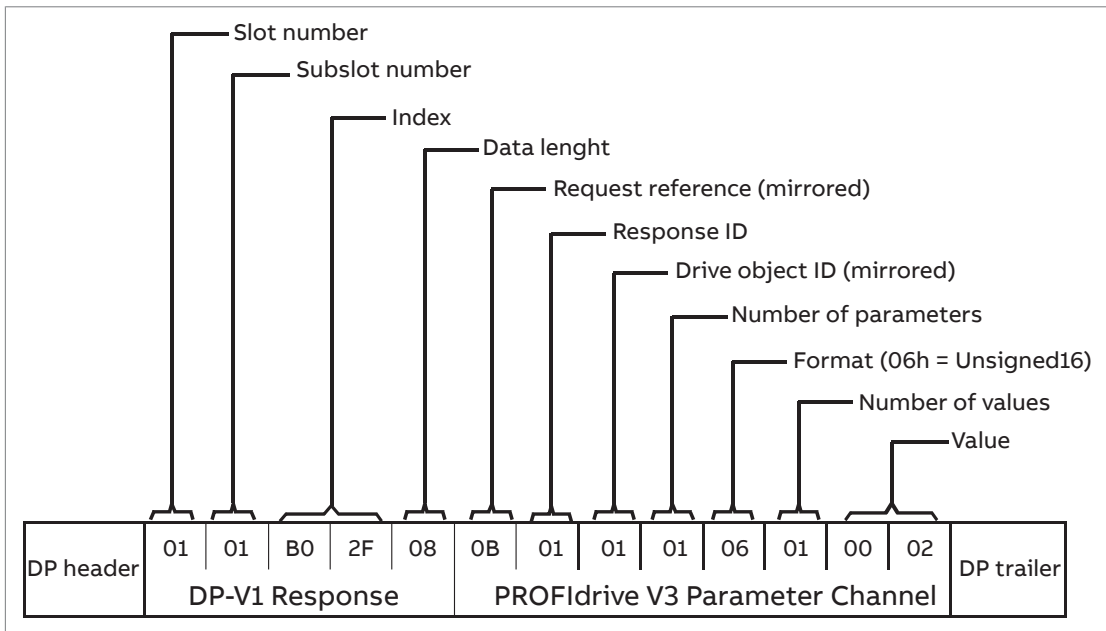 Slot number
Subslot number
Index
Data lenght
Request reference (mirrored)
Response ID
Drive object ID (mirrored)
Number of parameters
Format (06h = Unsigned16)
Number of values
Value
DP header 01 01 B0 2F 08 0B 01 01 01 06 01 00 02 DP trailer
DP-V1 Response PROFIdrive V3 Parameter Channel